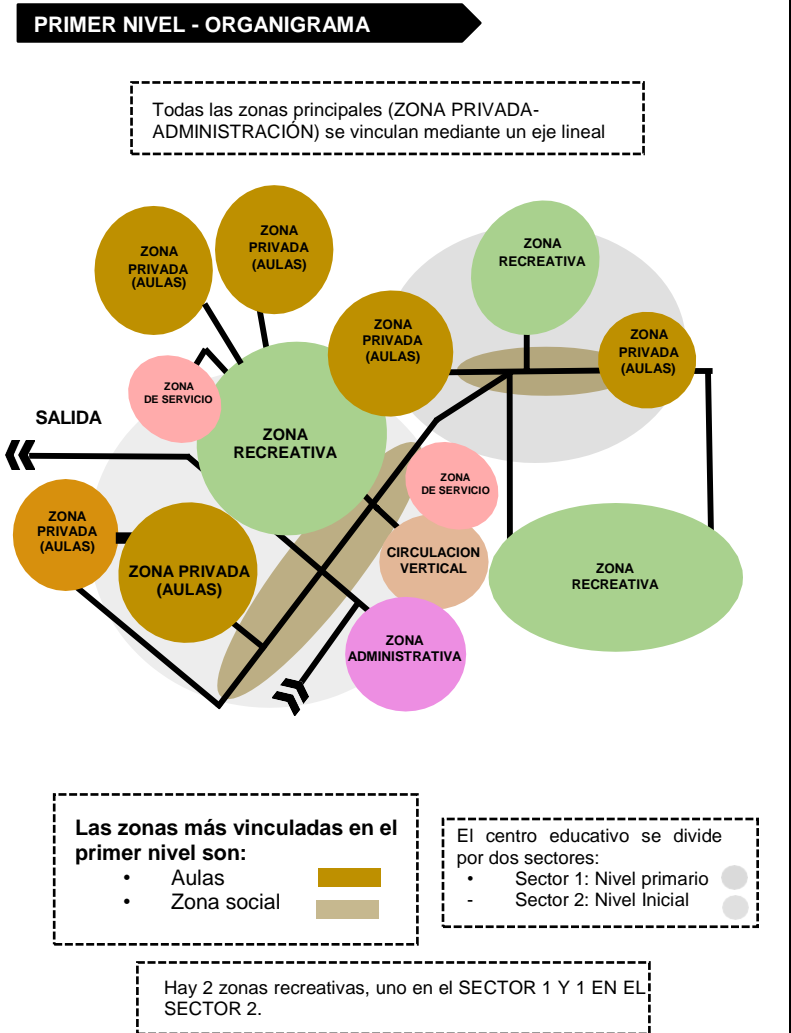 PRIMER NIVEL - ORGANIGRAMA
Todas las zonas principales (ZONA PRIVADA-
ADMINISTRACIÓN) se vinculan mediante un eje lineal
ZONA
PRIVADA
(AULAS)
ZONA
PRIVADA
(AULAS)
ZONA
RECREATIVA
ZONA
PRIVADA
(AULAS)
ZONA
PRIVADA
(AULAS)
ZONA
DE SERVICIO
SALIDA
ZONA
RECREATIVA
ZONA
DE SERVICIO
ZONA
PRIVADA
(AULAS)
ZONA PRIVADA
(AULAS)
CIRCULACION
VERTICAL
ZONA
RECREATIVA
ZONA
ADMINISTRATIVA
Las zonas más vinculadas en el
primer nivel son:
• Aulas
• Zona social
El centro educativo se divide
por dos sectores:
• Sector 1: Nivel primario
- Sector 2: Nivel Inicial
Hay 2 zonas recreativas, uno en el SECTOR 1 Y 1 EN EL
SECTOR 2.